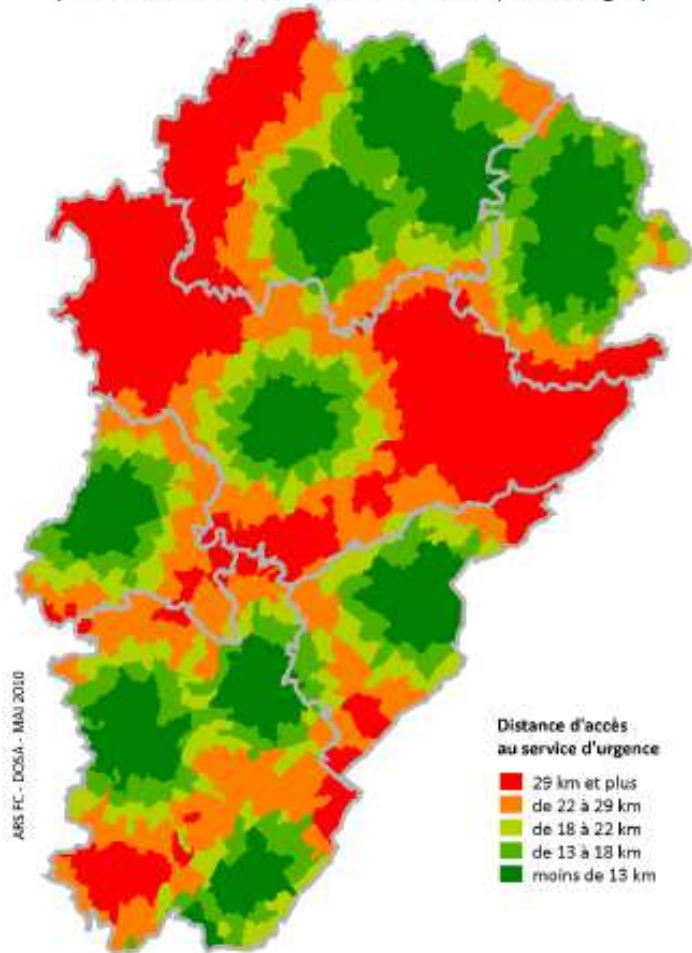 Distance d'accès
au service d'urgence
29 km et plus
de 22 à 29 km
de 18 à 22 km
de 13 à 18 km
moins de 13 km
ARS FC - DOSA - MAI 2010